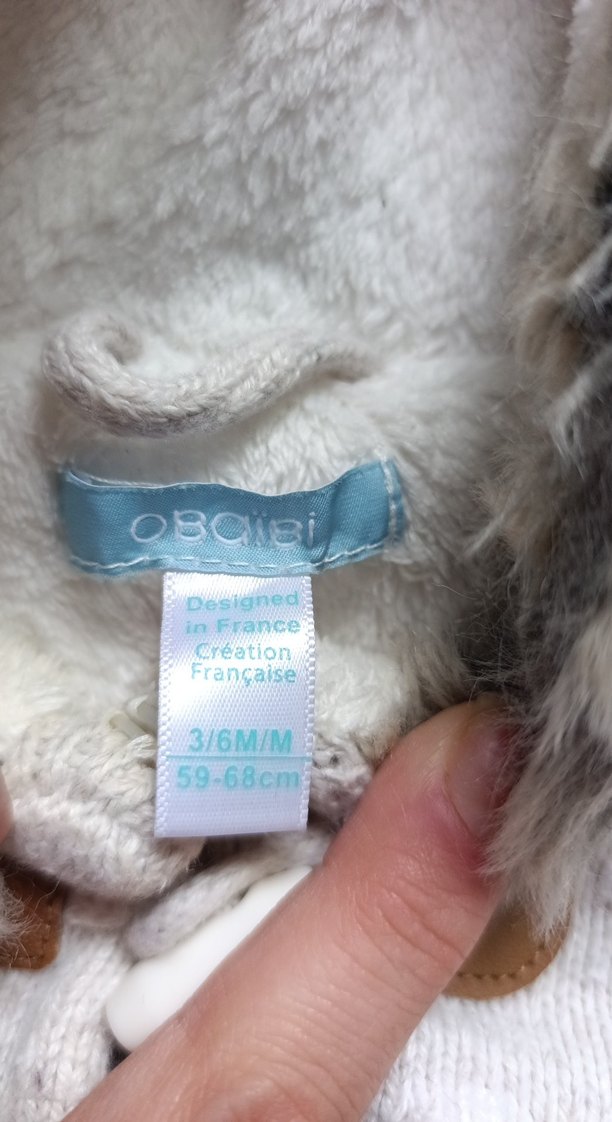 obaïbi
Designed
in France
Création
Française
3/6M/M
59-68cm